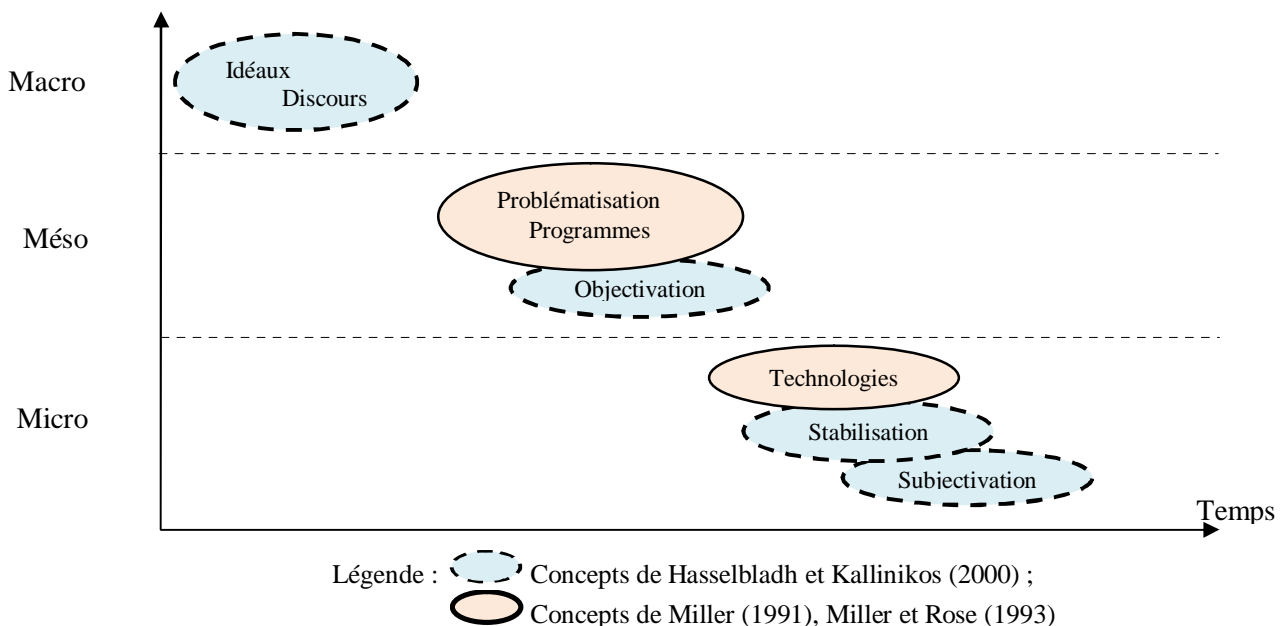 Macro
Idéaux
Discours
Méso
Problématisation
Programmes
Objectivation
Micro
Technologies
Stabilisation
Subjectivation
Temps
Légende : Concepts de Hasselbladh et Kallinikos (2000) ;
Concepts de Miller (1991), Miller et Rose (1993)